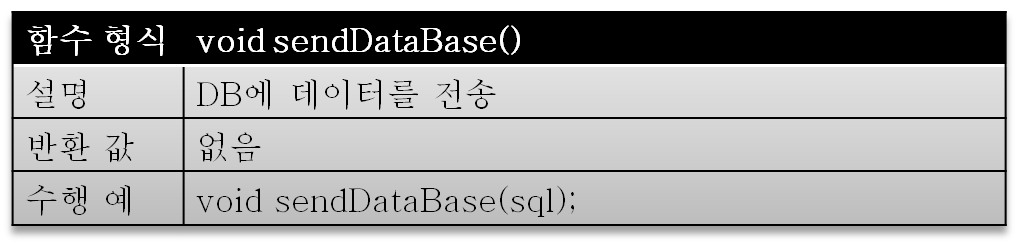 함수 형식 void sendDataBase()
설명 DB에 데이터를 전송
반환 값 없음
수행 예 void sendDataBase(sql);